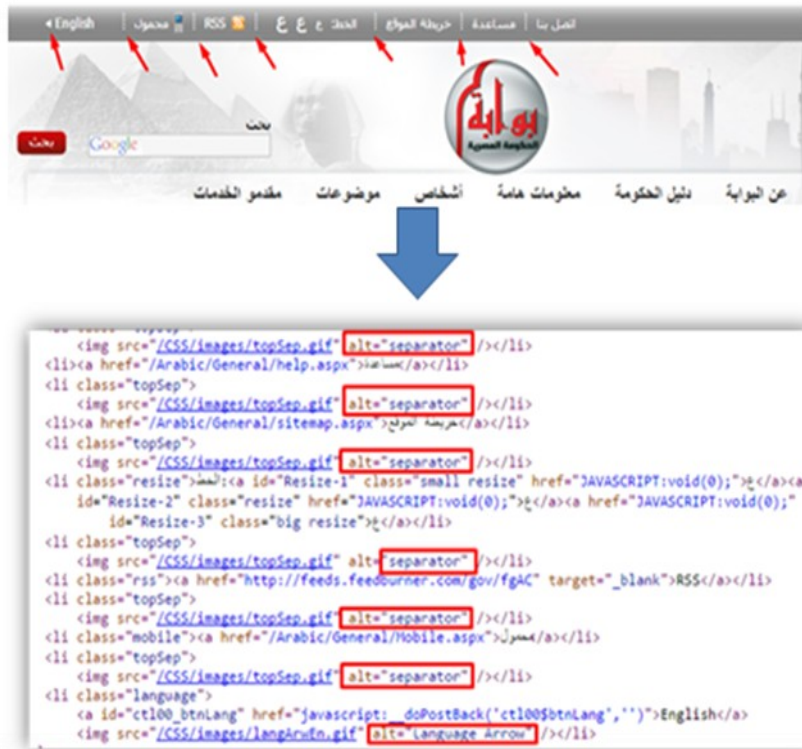 اتصل بنا | مساعدة | خريطة الموقع | الخط: ع ع ع | RSS | محمول | English
بوابة
الحكومة المصرية
بحث
Google
بحث
عن البوابة دليل الحكومة معلومات هامة أشخاص موضوعات مقدمو الخدمات
<img src="/CSS/images/topSep.gif" alt="separator" /></li>
<li><a href="/Arabic/General/help.aspx">مساعدة</a></li>
<li class="topSep">
<img src="/CSS/images/topSep.gif" alt="separator" /></li>
<li><a href="/Arabic/General/sitemap.aspx">خريطة الموقع</a></li>
<li class="topSep">
<img src="/CSS/images/topSep.gif" alt="separator" /></li>
<li class="resize">الخط:<a id="Resize-1" class="small resize" href="JAVASCRIPT:void(0);">ع</a><a
id="Resize-2" class="resize" href="JAVASCRIPT:void(0);">ع</a><a href="JAVASCRIPT:void(0);"
id="Resize-3" class="big resize">ع</a></li>
<li class="topSep">
<img src="/CSS/images/topSep.gif" alt="separator" /></li>
<li class="rss"><a href="http://feeds.feedburner.com/gov/fgAC" target="_blank">RSS</a></li>
<li class="topSep">
<img src="/CSS/images/topSep.gif" alt="separator" /></li>
<li class="mobile"><a href="/Arabic/General/Mobile.aspx">محمول</a></li>
<li class="topSep">
<img src="/CSS/images/topSep.gif" alt="separator" /></li>
<li class="language">
<a id="ctl00_btnLang" href="javascript:__doPostBack('ctl00$btnLang','')">English</a>
<img src="/CSS/images/langArwEn.gif" alt="Language Arrow" /></li>